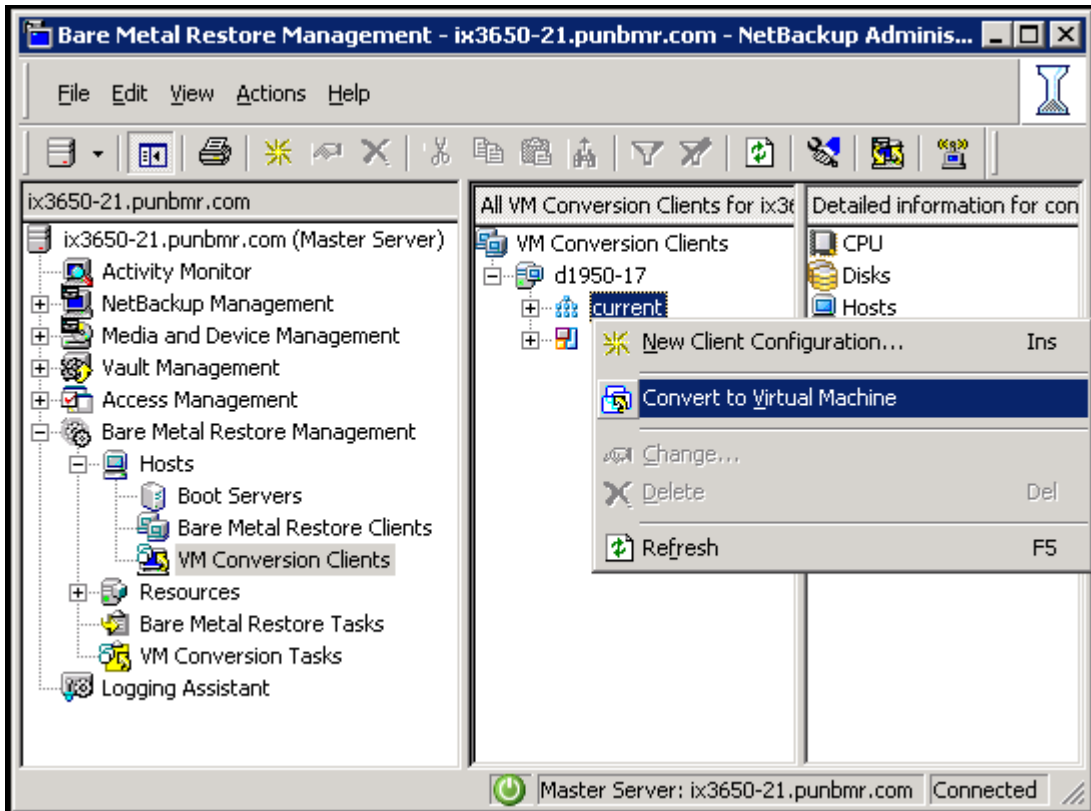 Bare Metal Restore Management - ix3650-21.punbmr.com - NetBackup Adminis...
File Edit View Actions Help
ix3650-21.punbmr.com
ix3650-21.punbmr.com (Master Server)
Activity Monitor
NetBackup Management
Media and Device Management
Vault Management
Access Management
Bare Metal Restore Management
Hosts
Boot Servers
Bare Metal Restore Clients
VM Conversion Clients
Resources
Bare Metal Restore Tasks
VM Conversion Tasks
Logging Assistant
All VM Conversion Clients for ix36
VM Conversion Clients
d1950-17
current
Detailed information for con
CPU
Disks
Hosts
New Client Configuration... Ins
Convert to Virtual Machine
Change...
Delete Del
Refresh F5
Master Server: ix3650-21.punbmr.com Connected